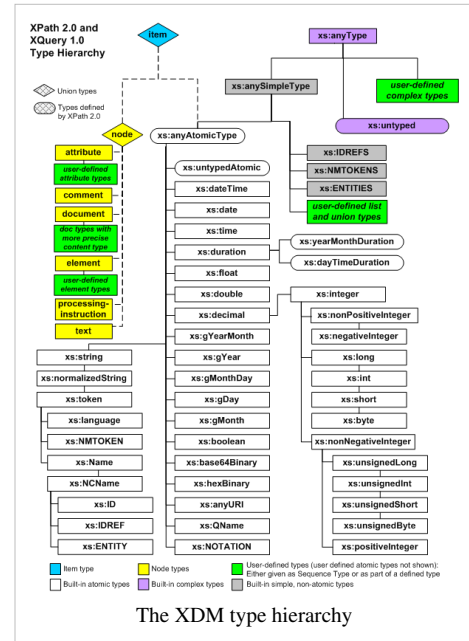 XPath 2.0 and
XQuery 1.0
Type Hierarchy
item
xs:anyType
Union types
Types defined
by XPath 2.0
xs:anySimpleType
user-defined
complex types
node
xs:anyAtomicType
xs:untyped
attribute
user-defined
attribute types
comment
document
doc types with
more precise
content type
element
user-defined
element types
processing-
instruction
text
xs:untypedAtomic
xs:dateTime
xs:date
xs:time
xs:duration
xs:float
xs:double
xs:decimal
xs:gYearMonth
xs:gYear
xs:gMonthDay
xs:gDay
xs:gMonth
xs:boolean
xs:base64Binary
xs:hexBinary
xs:anyURI
xs:QName
xs:NOTATION
xs:IDREFS
xs:NMTOKENS
xs:ENTITIES
user-defined list
and union types
xs:yearMonthDuration
xs:dayTimeDuration
xs:integer
xs:nonPositiveInteger
xs:negativeInteger
xs:long
xs:int
xs:short
xs:byte
xs:nonNegativeInteger
xs:unsignedLong
xs:unsignedInt
xs:unsignedShort
xs:unsignedByte
xs:positiveInteger
xs:string
xs:normalizedString
xs:token
xs:language
xs:NMTOKEN
xs:Name
xs:NCName
xs:ID
xs:IDREF
xs:ENTITY
Item type
Node types
User-defined types (user defined atomic types not shown):
Either given as Sequence Type or as part of a defined type
Built-in atomic types
Built-in complex types
Built-in simple, non-atomic types
The XDM type hierarchy